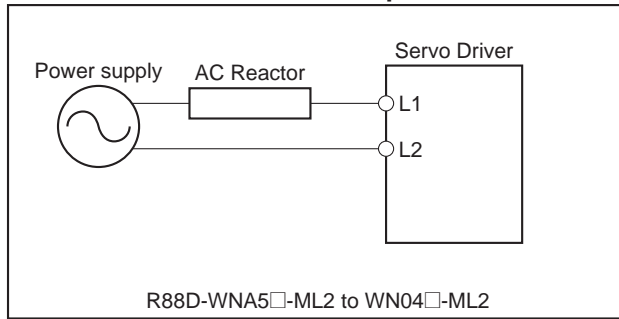 Servo Driver
Power supply
AC Reactor
L1
L2
R88D-WNA5□-ML2 to WN04□-ML2